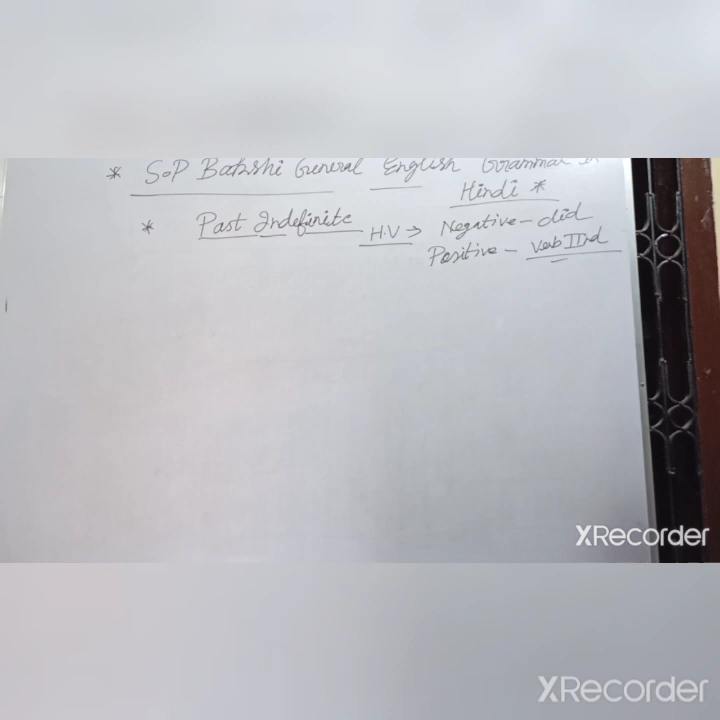 * S.P Bakshi General English Grammar in
Hindi *
* Past Indefinite H.V → Negative - did
Positive - Verb IInd
XRecorder
XRecorder